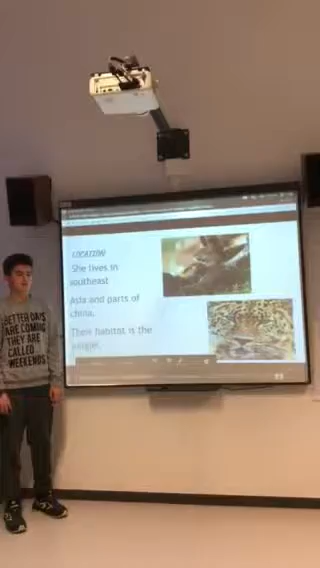 LOCATION
She lives in
southeast
Asia and parts of
china.
Their habitat is the
jungle.
BETTER DAYS
ARE COMING
THEY ARE
CALLED
WEEKENDS